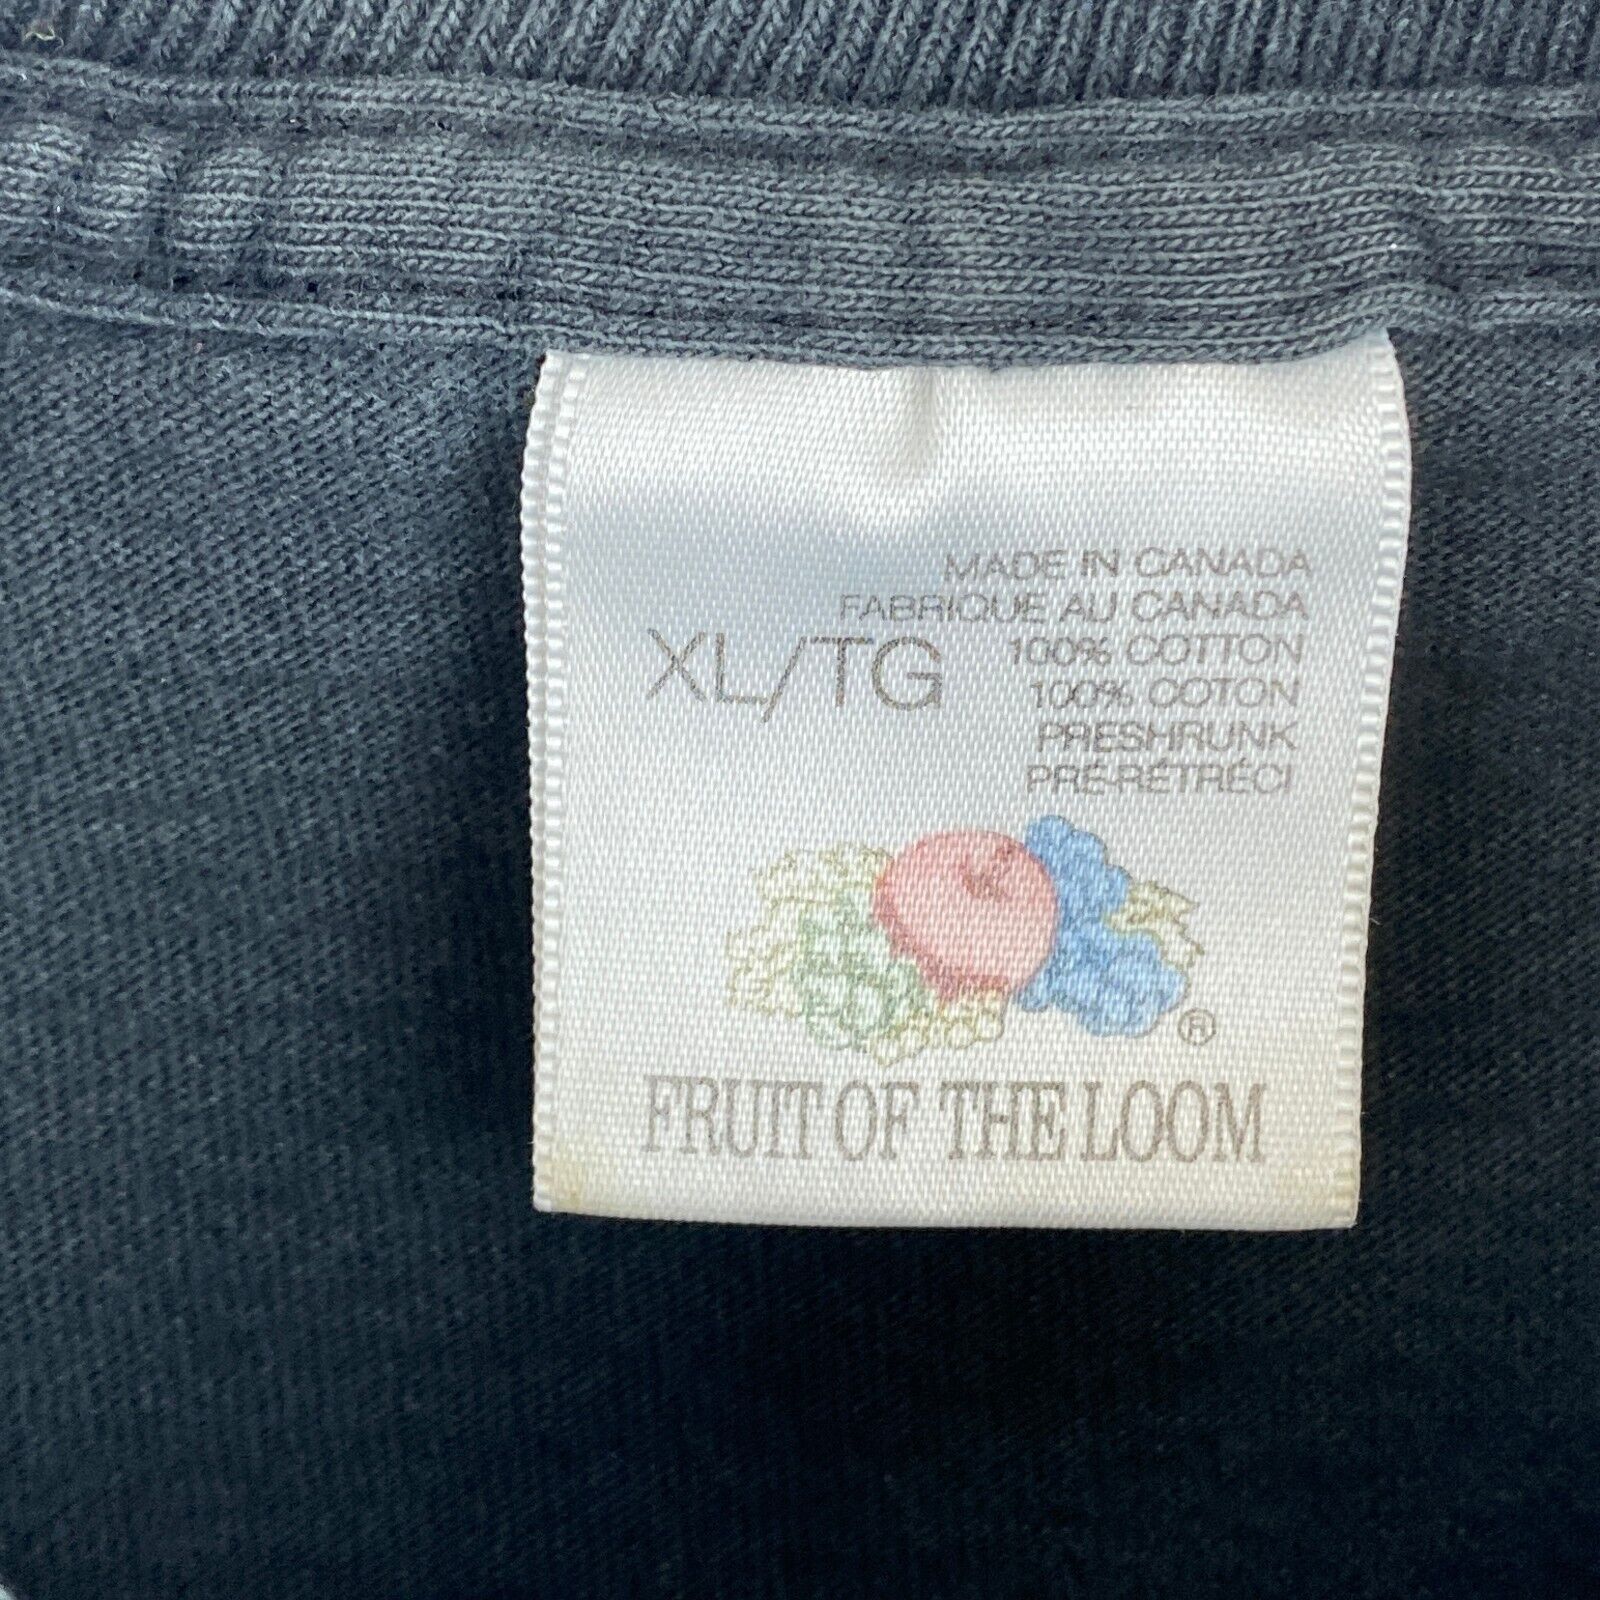 MADE IN CANADA
FABRIQUE AU CANADA
XL/TG
100% COTTON
100% COTON
PRESHRUNK
PRÉ-RÉTRÉCI
®
FRUIT OF THE LOOM